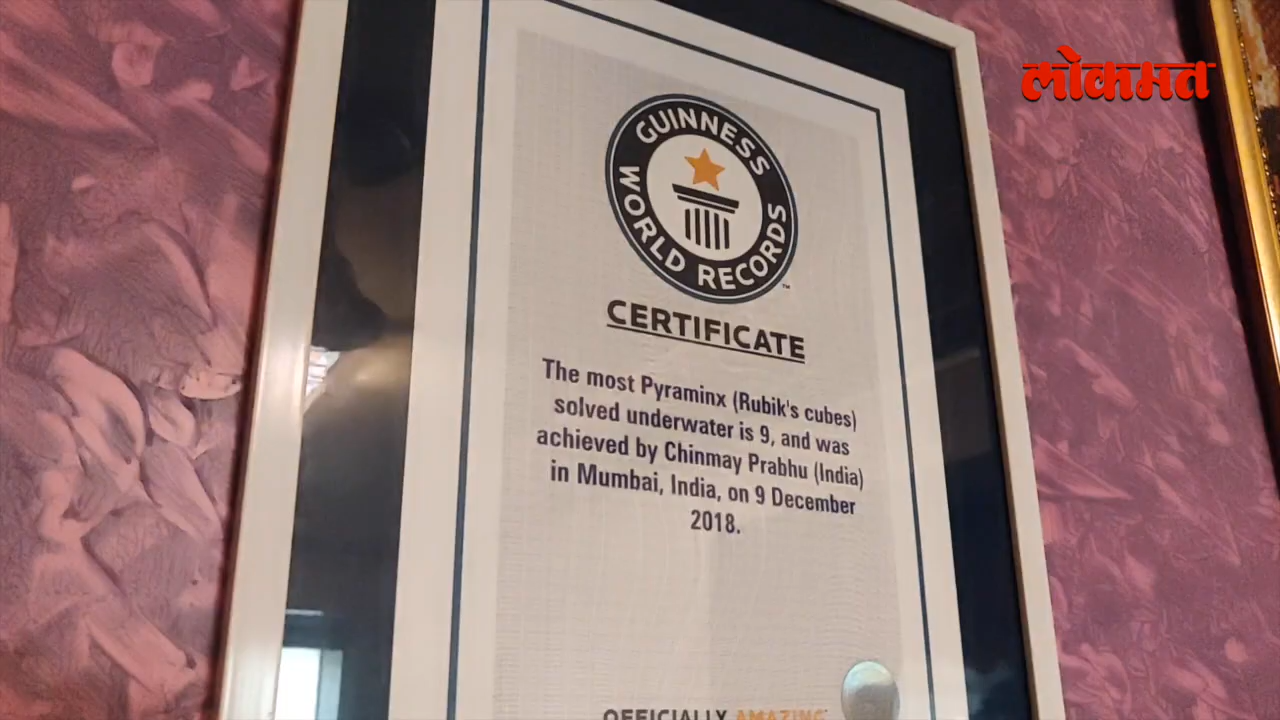 लोकमत
GUINNESS
WORLD RECORDS
™
CERTIFICATE
The most Pyraminx (Rubik's cubes)
solved underwater is 9, and was
achieved by Chinmay Prabhu (India)
in Mumbai, India, on 9 December
2018.
OFFICIALLY AMAZING